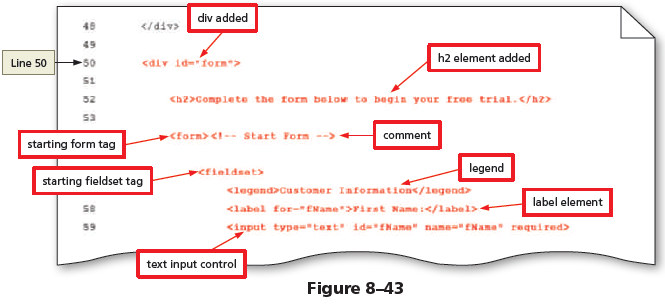 div added
48 </div>
49
Line 50
50 <div id="form">
h2 element added
51
52 <h2>Complete the form below to begin your free trial.</h2>
53
starting form tag
<form><!-- Start Form -->
comment
starting fieldset tag
<fieldset>
legend
<legend>Customer Information</legend>
58 <label for="fName">First Name:</label>
label element
59 <input type="text" id="fName" name="fName" required>
text input control
Figure 8–43